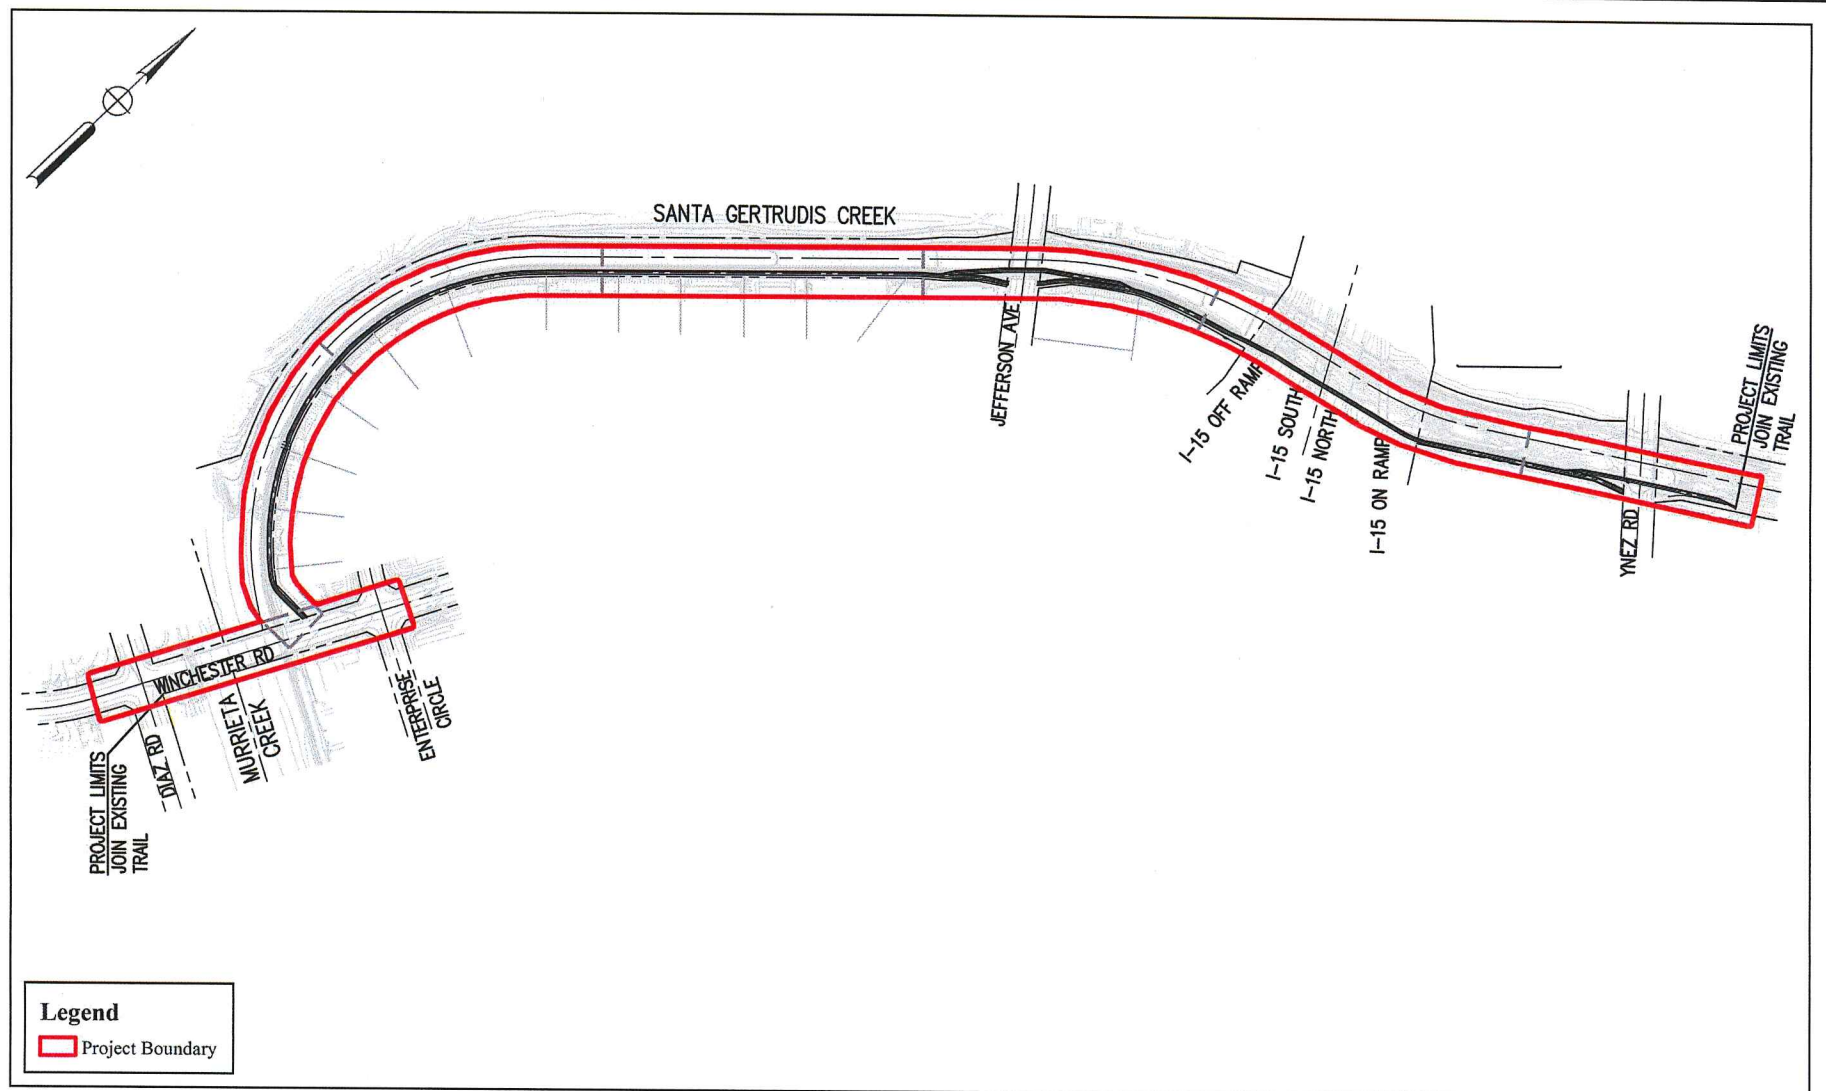 SANTA GERTRUDIS CREEK
JEFFERSON AVE
I-15 OFF RAMP
I-15 SOUTH
I-15 NORTH
I-15 ON RAMP
YNEZ RD
PROJECT LIMITS
JOIN EXISTING
TRAIL
WINCHESTER RD
PROJECT LIMITS
JOIN EXISTING
TRAIL
DIAZ RD
MURRIETA
CREEK
ENTERPRISE
CIRCLE
Legend
Project Boundary